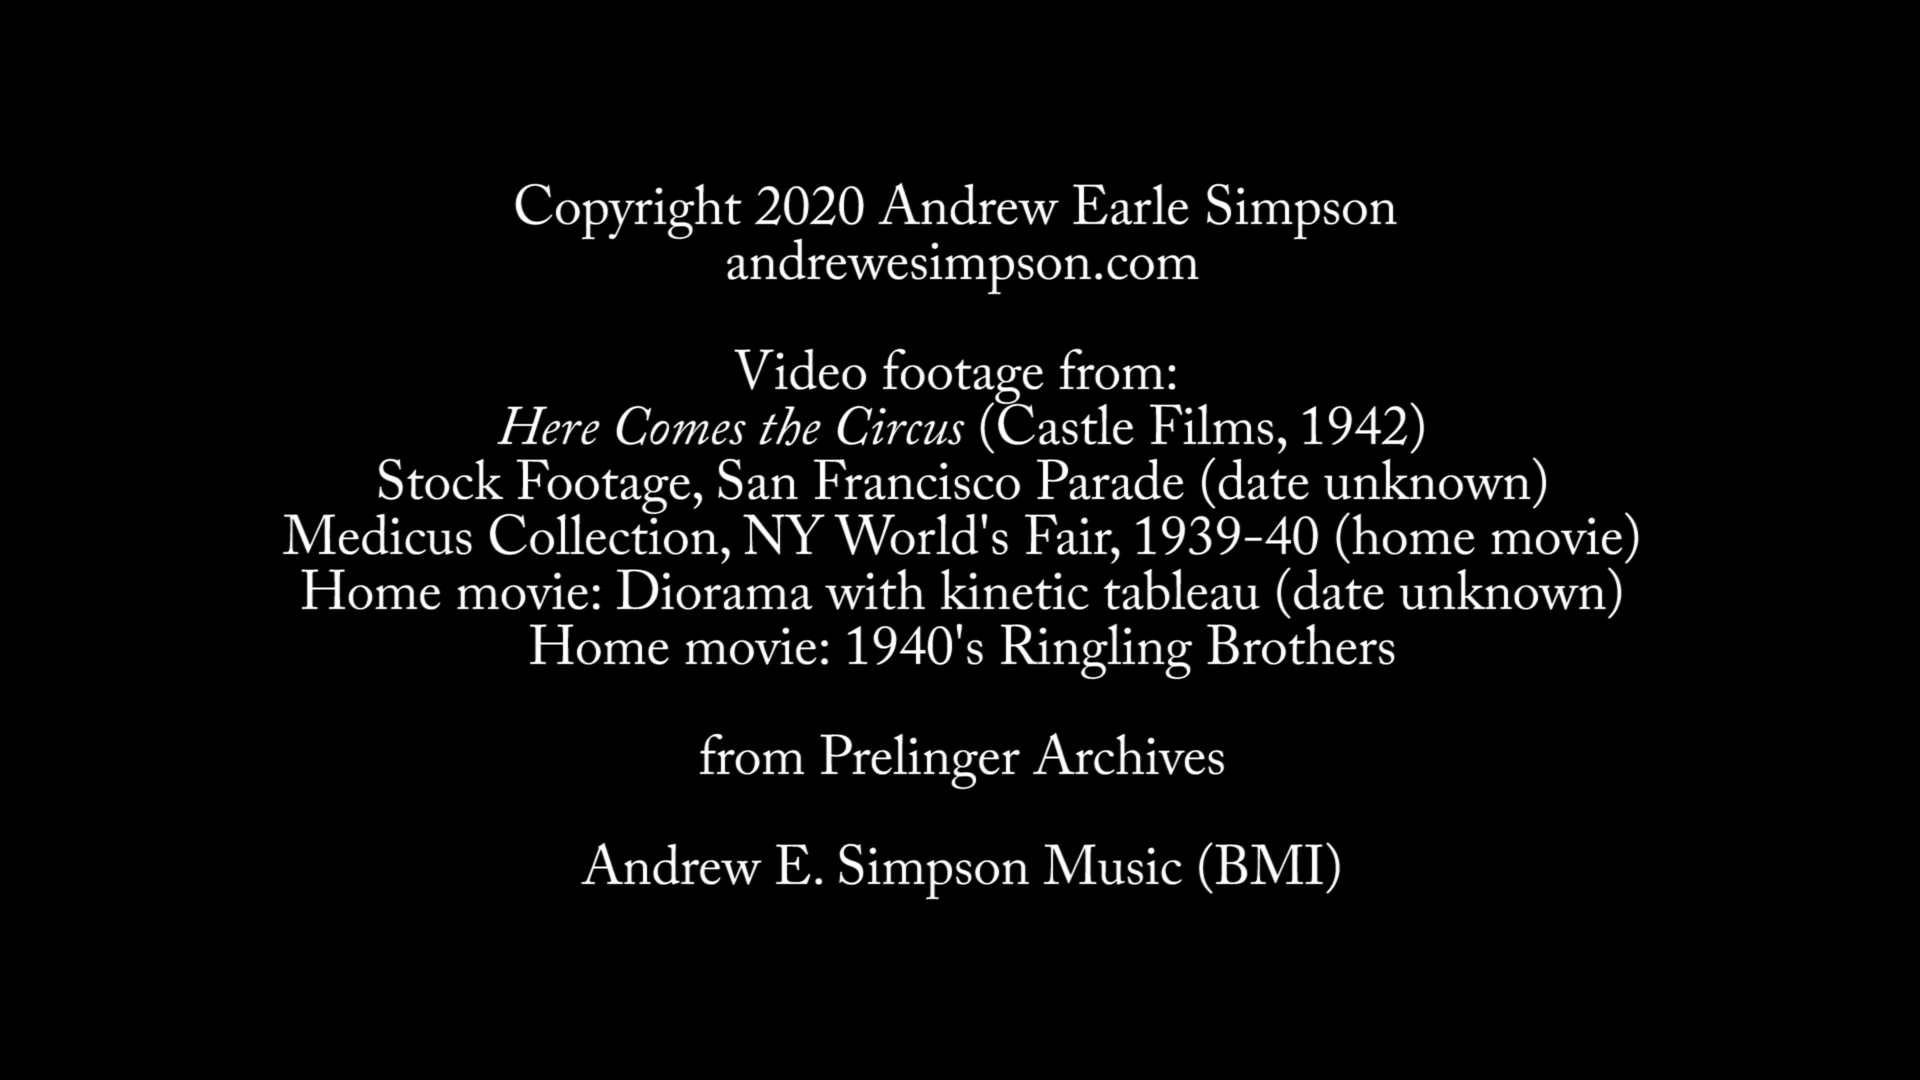 Copyright 2020 Andrew Earle Simpson
andrewesimpson.com
Video footage from:
Here Comes the Circus (Castle Films, 1942)
Stock Footage, San Francisco Parade (date unknown)
Medicus Collection, NY World's Fair, 1939-40 (home movie)
Home movie: Diorama with kinetic tableau (date unknown)
Home movie: 1940's Ringling Brothers
from Prelinger Archives
Andrew E. Simpson Music (BMI)